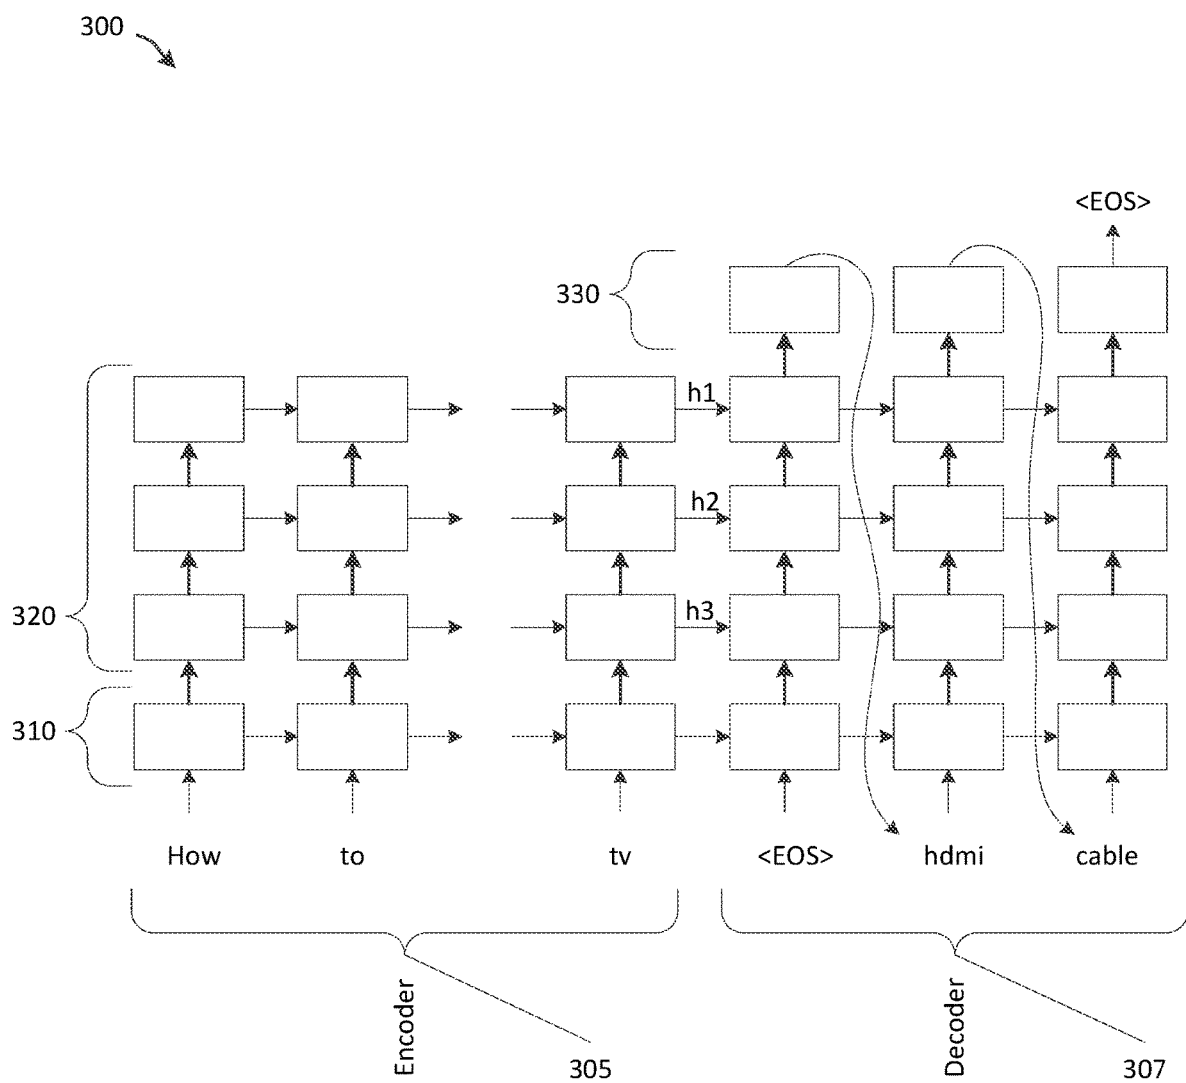 300
<EOS>
330
h1
h2
320
h3
310
How to tv <EOS> hdmi cable
Encoder
Decoder
305
307